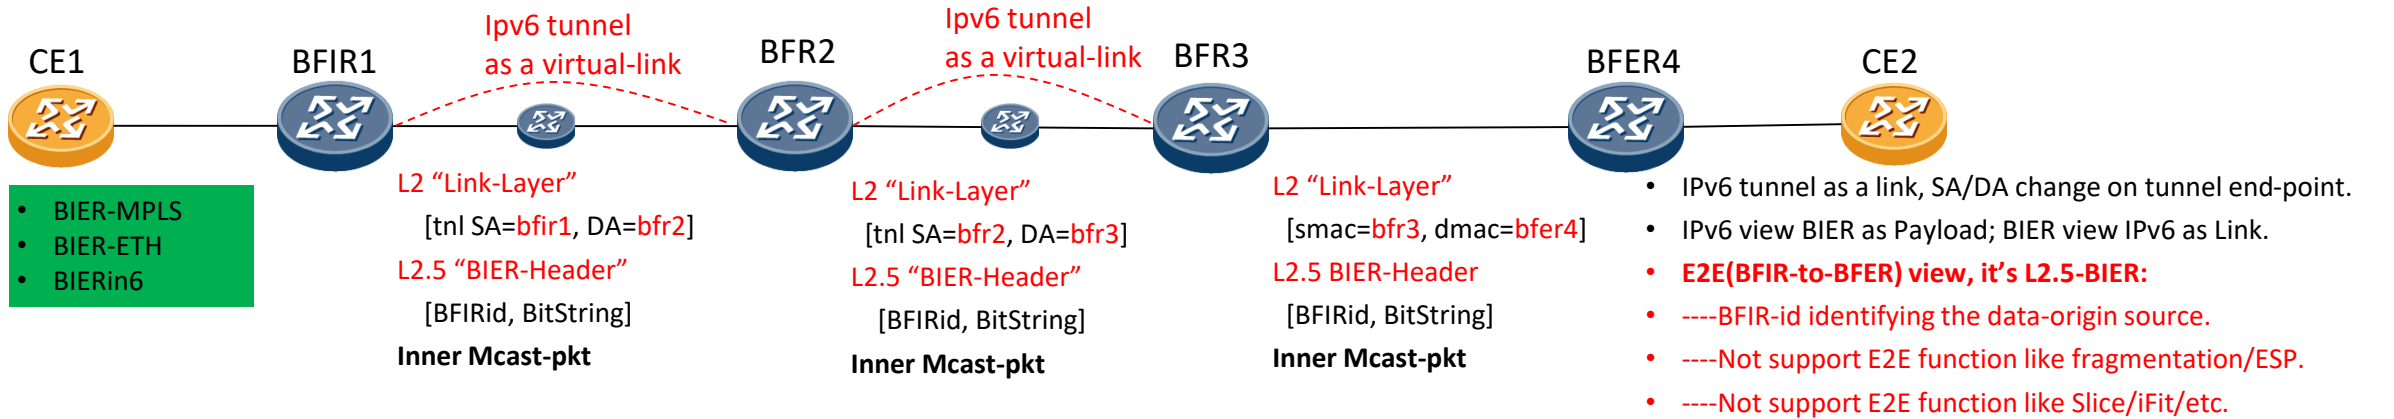 CE1
BFIR1
Ipv6 tunnel
as a virtual-link
BFR2
Ipv6 tunnel
as a virtual-link
BFR3
BFER4
CE2
• BIER-MPLS
• BIER-ETH
• BIERin6
L2 “Link-Layer”
[tnl SA=bfir1, DA=bfr2]
L2.5 “BIER-Header”
[BFIRid, BitString]
Inner Mcast-pkt
L2 “Link-Layer”
[tnl SA=bfr2, DA=bfr3]
L2.5 “BIER-Header”
[BFIRid, BitString]
Inner Mcast-pkt
L2 “Link-Layer”
[smac=bfr3, dmac=bfer4]
L2.5 BIER-Header
[BFIRid, BitString]
Inner Mcast-pkt
• IPv6 tunnel as a link, SA/DA change on tunnel end-point.
• IPv6 view BIER as Payload; BIER view IPv6 as Link.
• E2E(BFIR-to-BFER) view, it’s L2.5-BIER:
• ----BFIR-id identifying the data-origin source.
• ----Not support E2E function like fragmentation/ESP.
• ----Not support E2E function like Slice/iFit/etc.